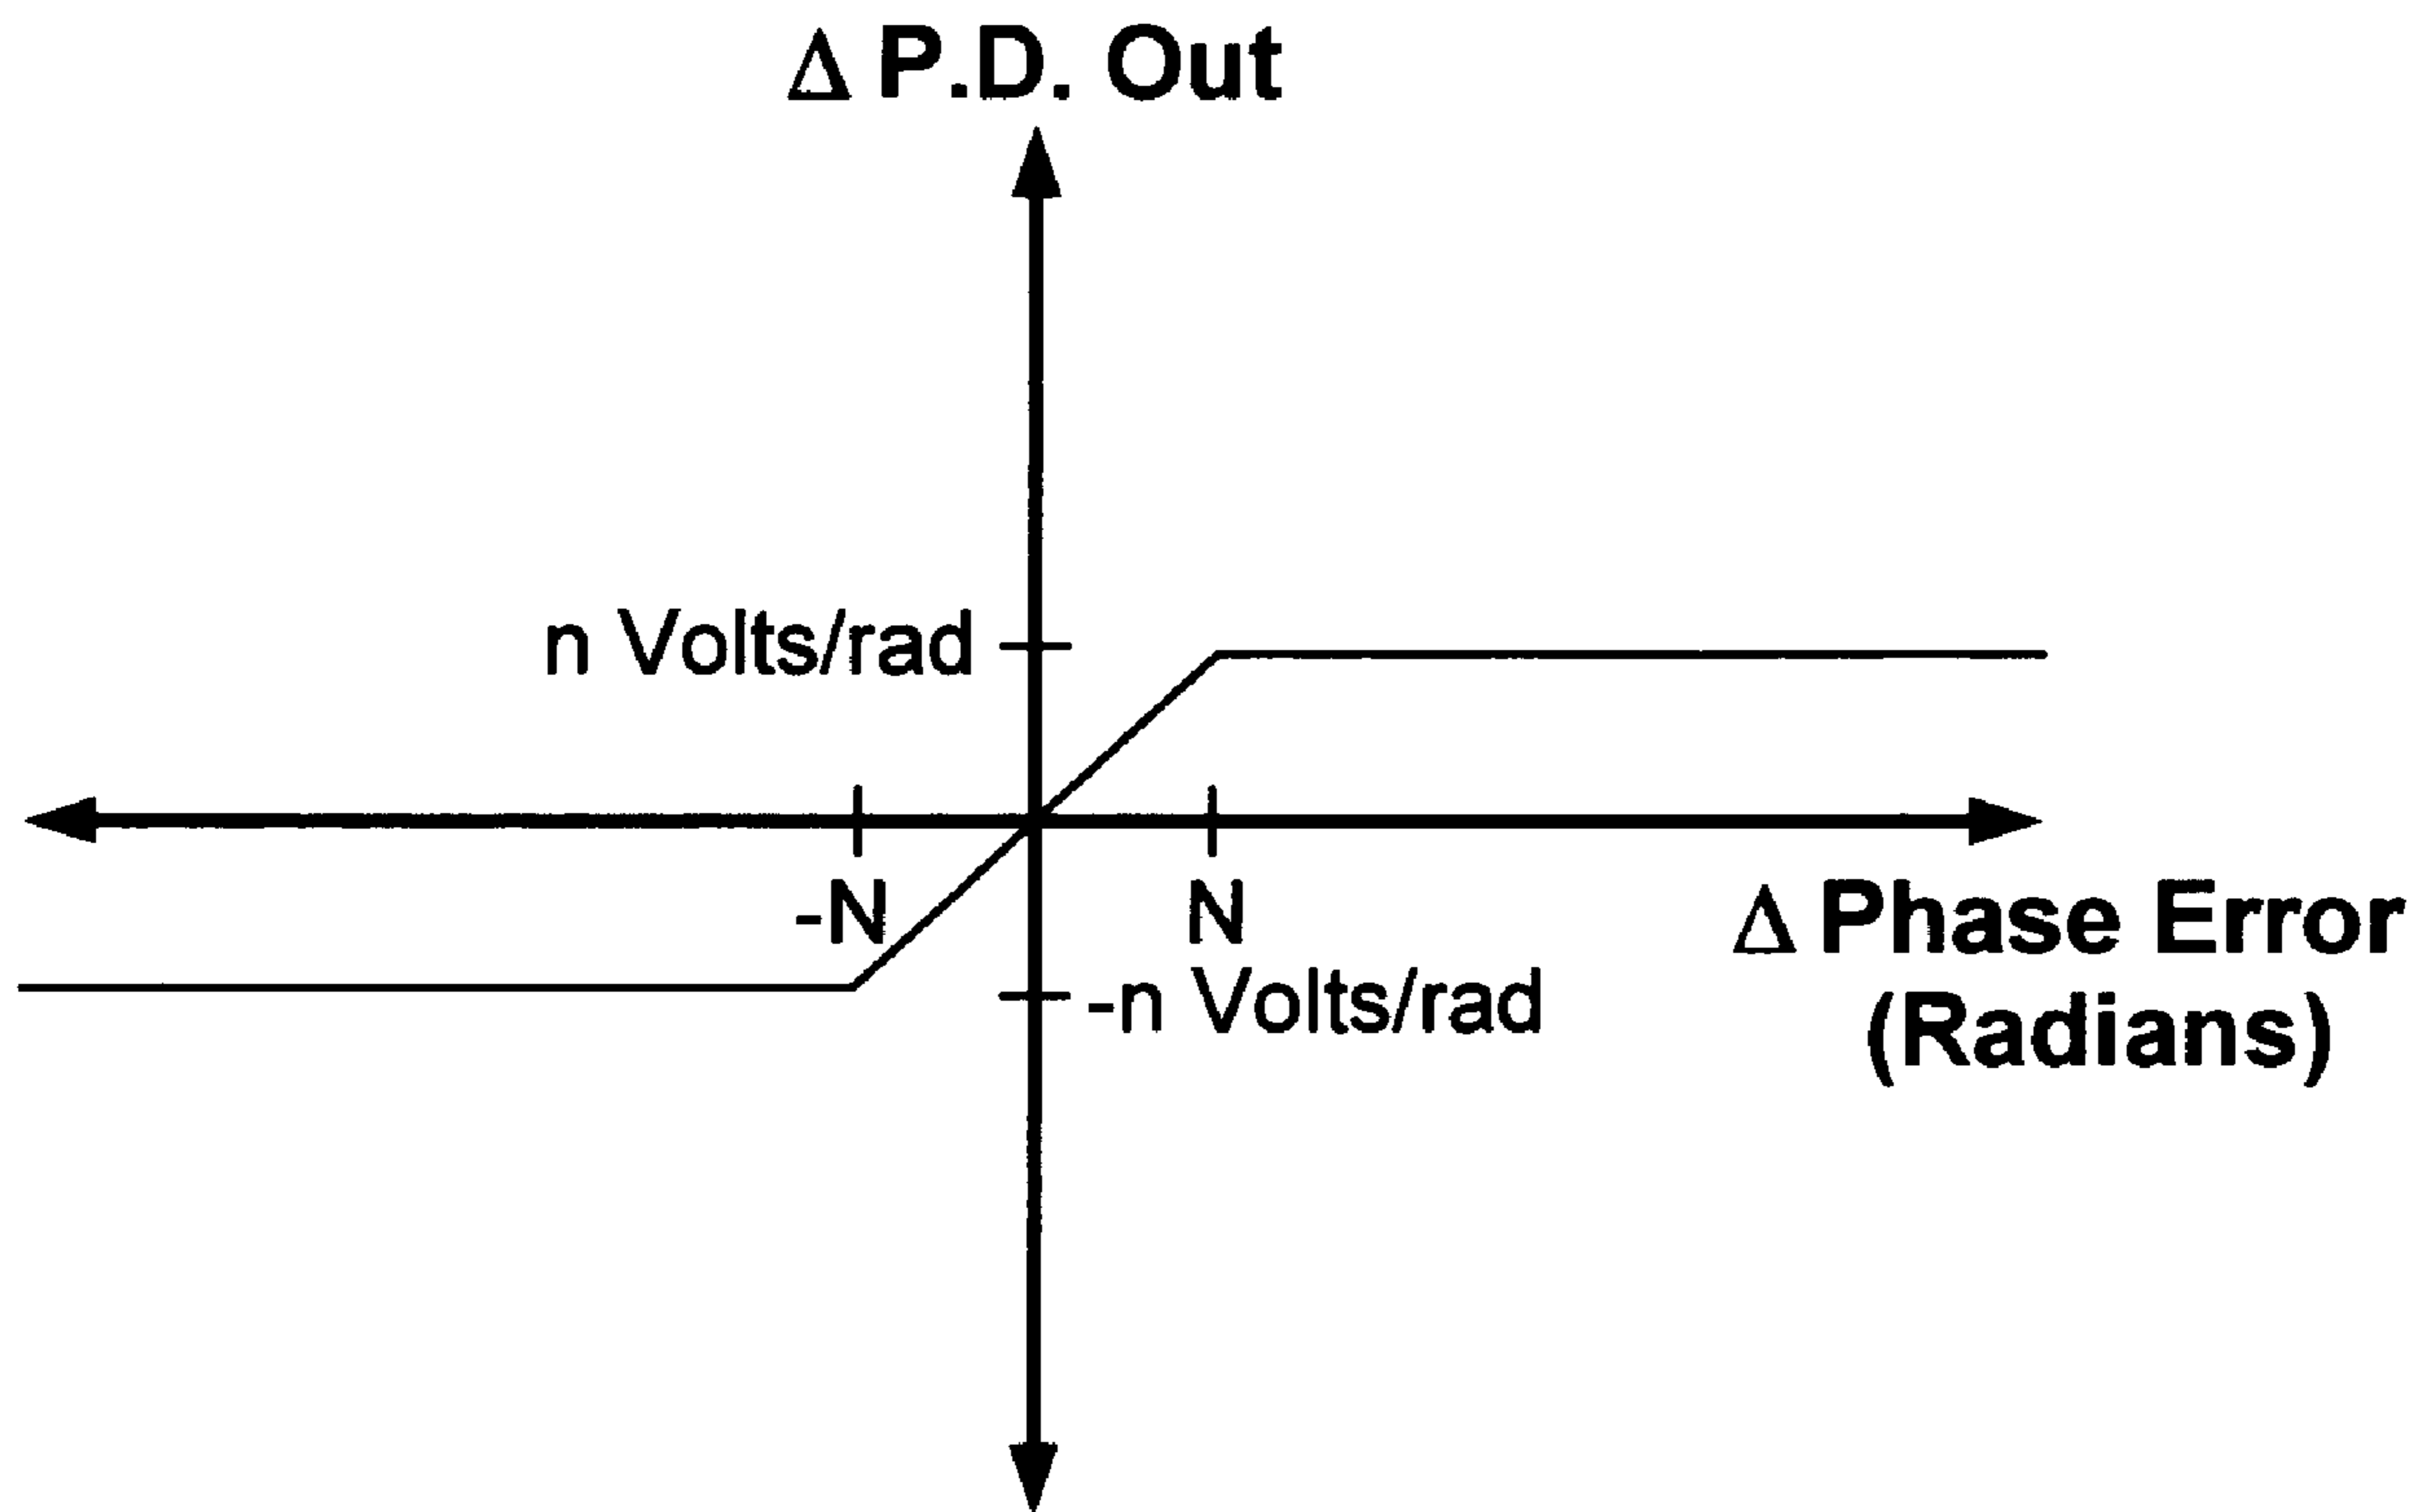 Δ P.D. Out
n Volts/rad
-N
N
Δ Phase Error
(Radians)
-n Volts/rad